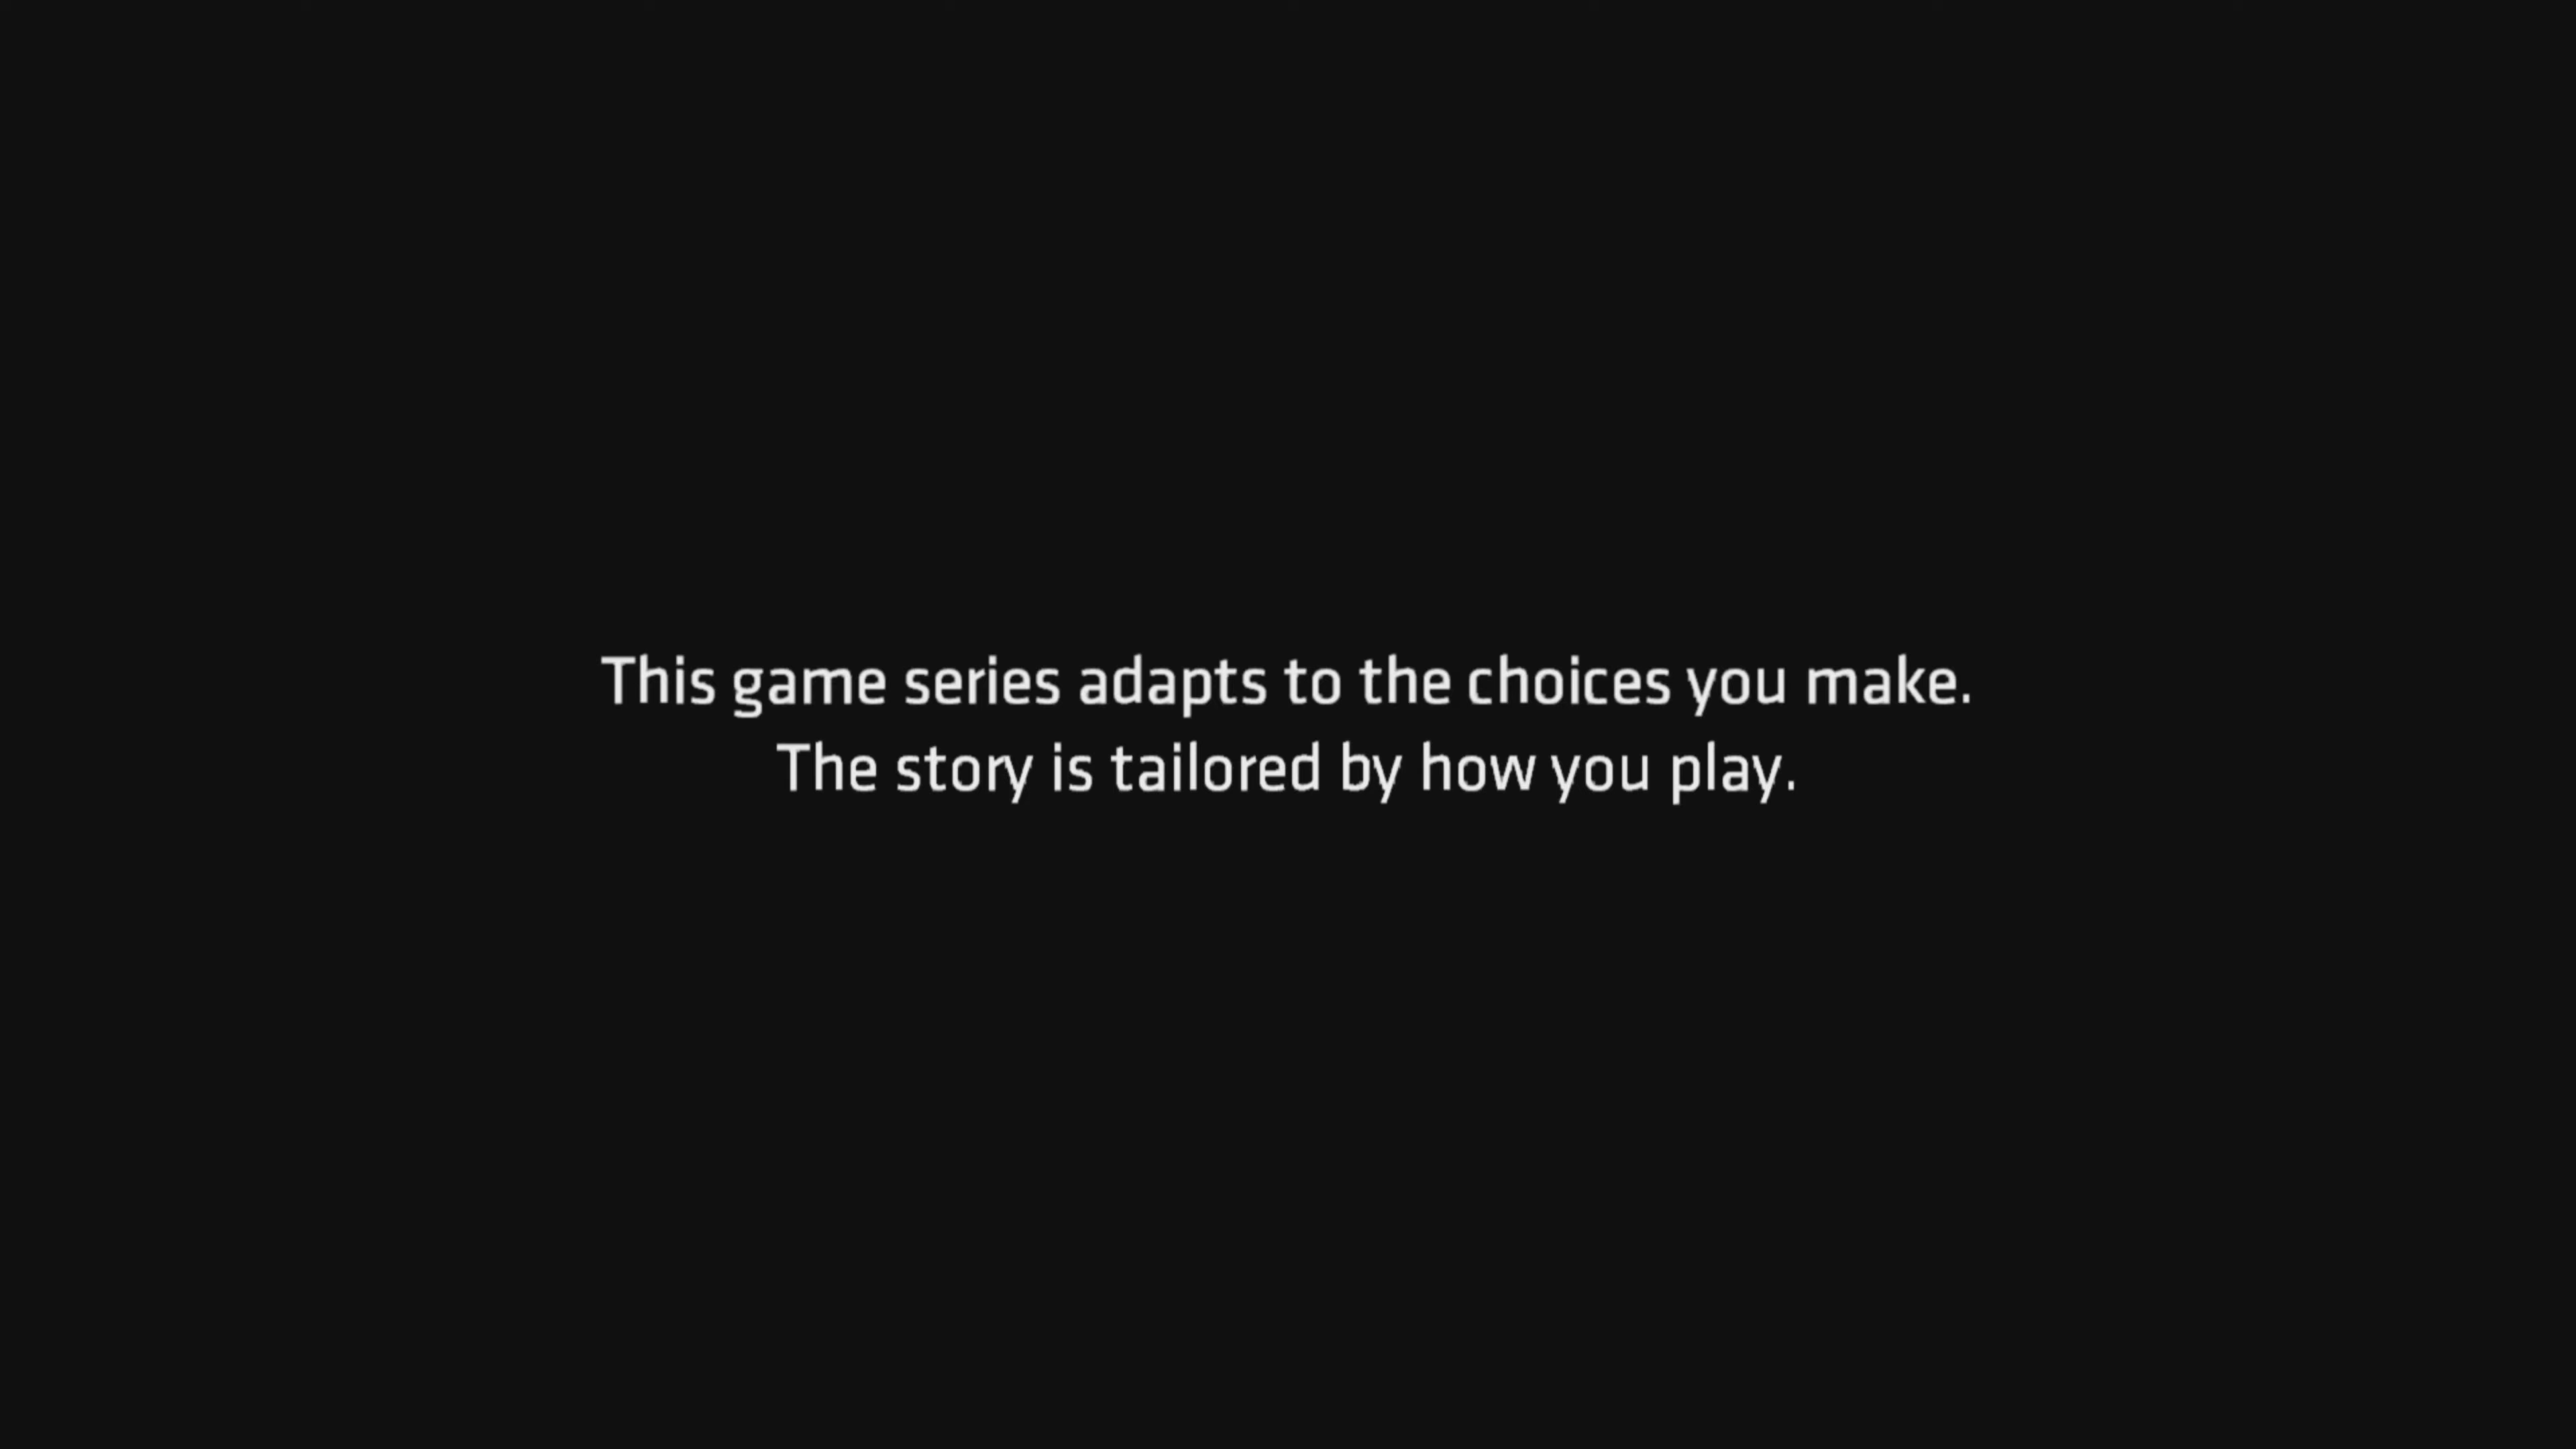 This game series adapts to the choices you make.
The story is tailored by how you play.